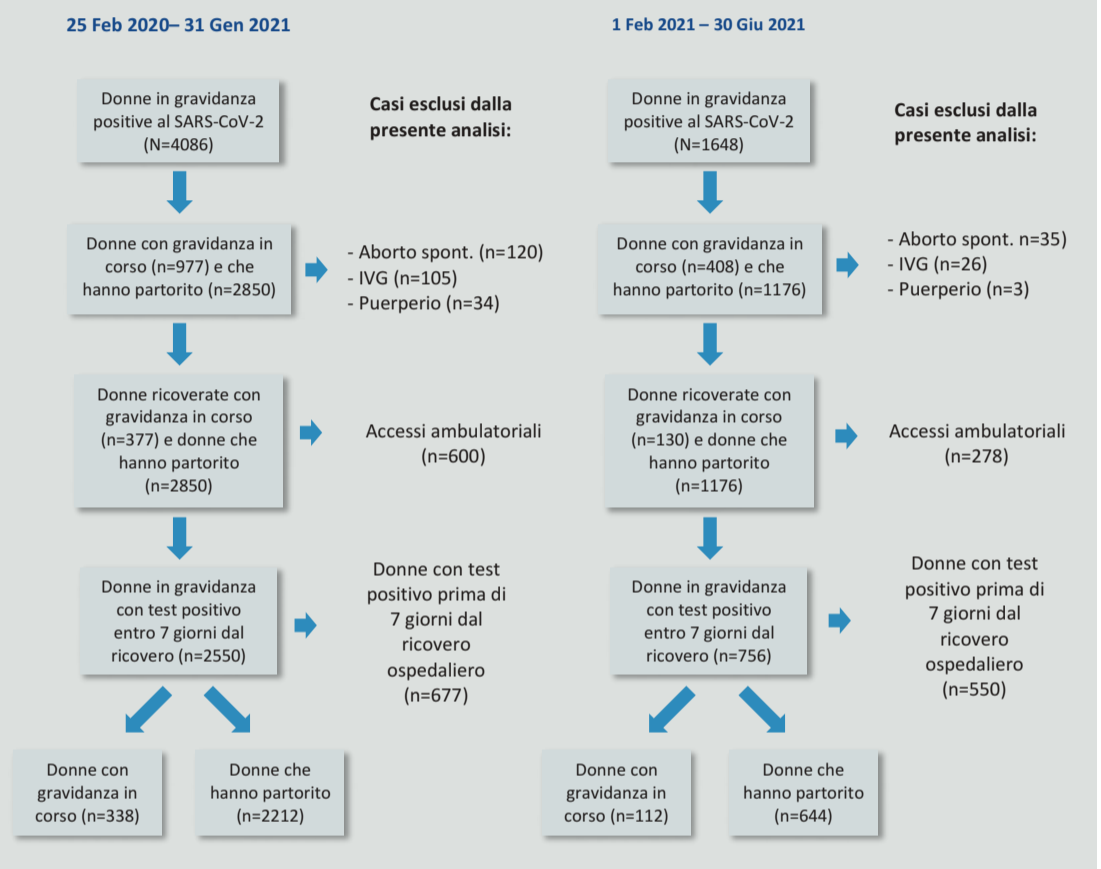 25 Feb 2020– 31 Gen 2021
Donne in gravidanza
positive al SARS-CoV-2
(N=4086)
Casi esclusi dalla
presente analisi:
Donne con gravidanza in
corso (n=977) e che
hanno partorito (n=2850)
- Aborto spont. (n=120)
- IVG (n=105)
- Puerperio (n=34)
Donne ricoverate con
gravidanza in corso
(n=377) e donne che
hanno partorito
(n=2850)
Accessi ambulatoriali
(n=600)
Donne in gravidanza
con test positivo
entro 7 giorni dal
ricovero (n=2550)
Donne con test
positivo prima di
7 giorni dal
ricovero
ospedaliero
(n=677)
Donne con
gravidanza in
corso (n=338)
Donne che
hanno partorito
(n=2212)
1 Feb 2021 – 30 Giu 2021
Donne in gravidanza
positive al SARS-CoV-2
(N=1648)
Casi esclusi dalla
presente analisi:
Donne con gravidanza in
corso (n=408) e che
hanno partorito (n=1176)
- Aborto spont. n=35)
- IVG (n=26)
- Puerperio (n=3)
Donne ricoverate con
gravidanza in corso
(n=130) e donne che
hanno partorito
(n=1176)
Accessi ambulatoriali
(n=278)
Donne in gravidanza
con test positivo
entro 7 giorni dal
ricovero (n=756)
Donne con test
positivo prima di
7 giorni dal
ricovero
ospedaliero
(n=550)
Donne con
gravidanza in
corso (n=112)
Donne che
hanno partorito
(n=644)